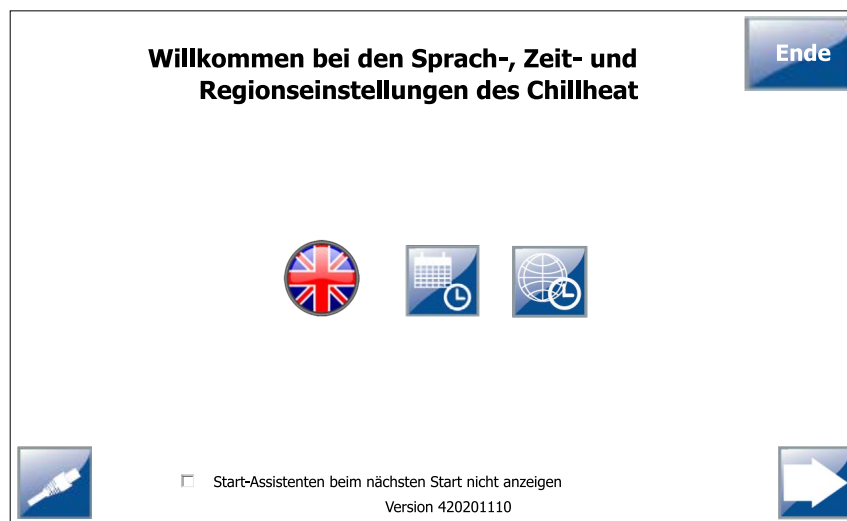 Willkommen bei den Sprach-, Zeit- und
Regionseinstellungen des Chillheat
Ende
Start-Assistenten beim nächsten Start nicht anzeigen
Version 420201110